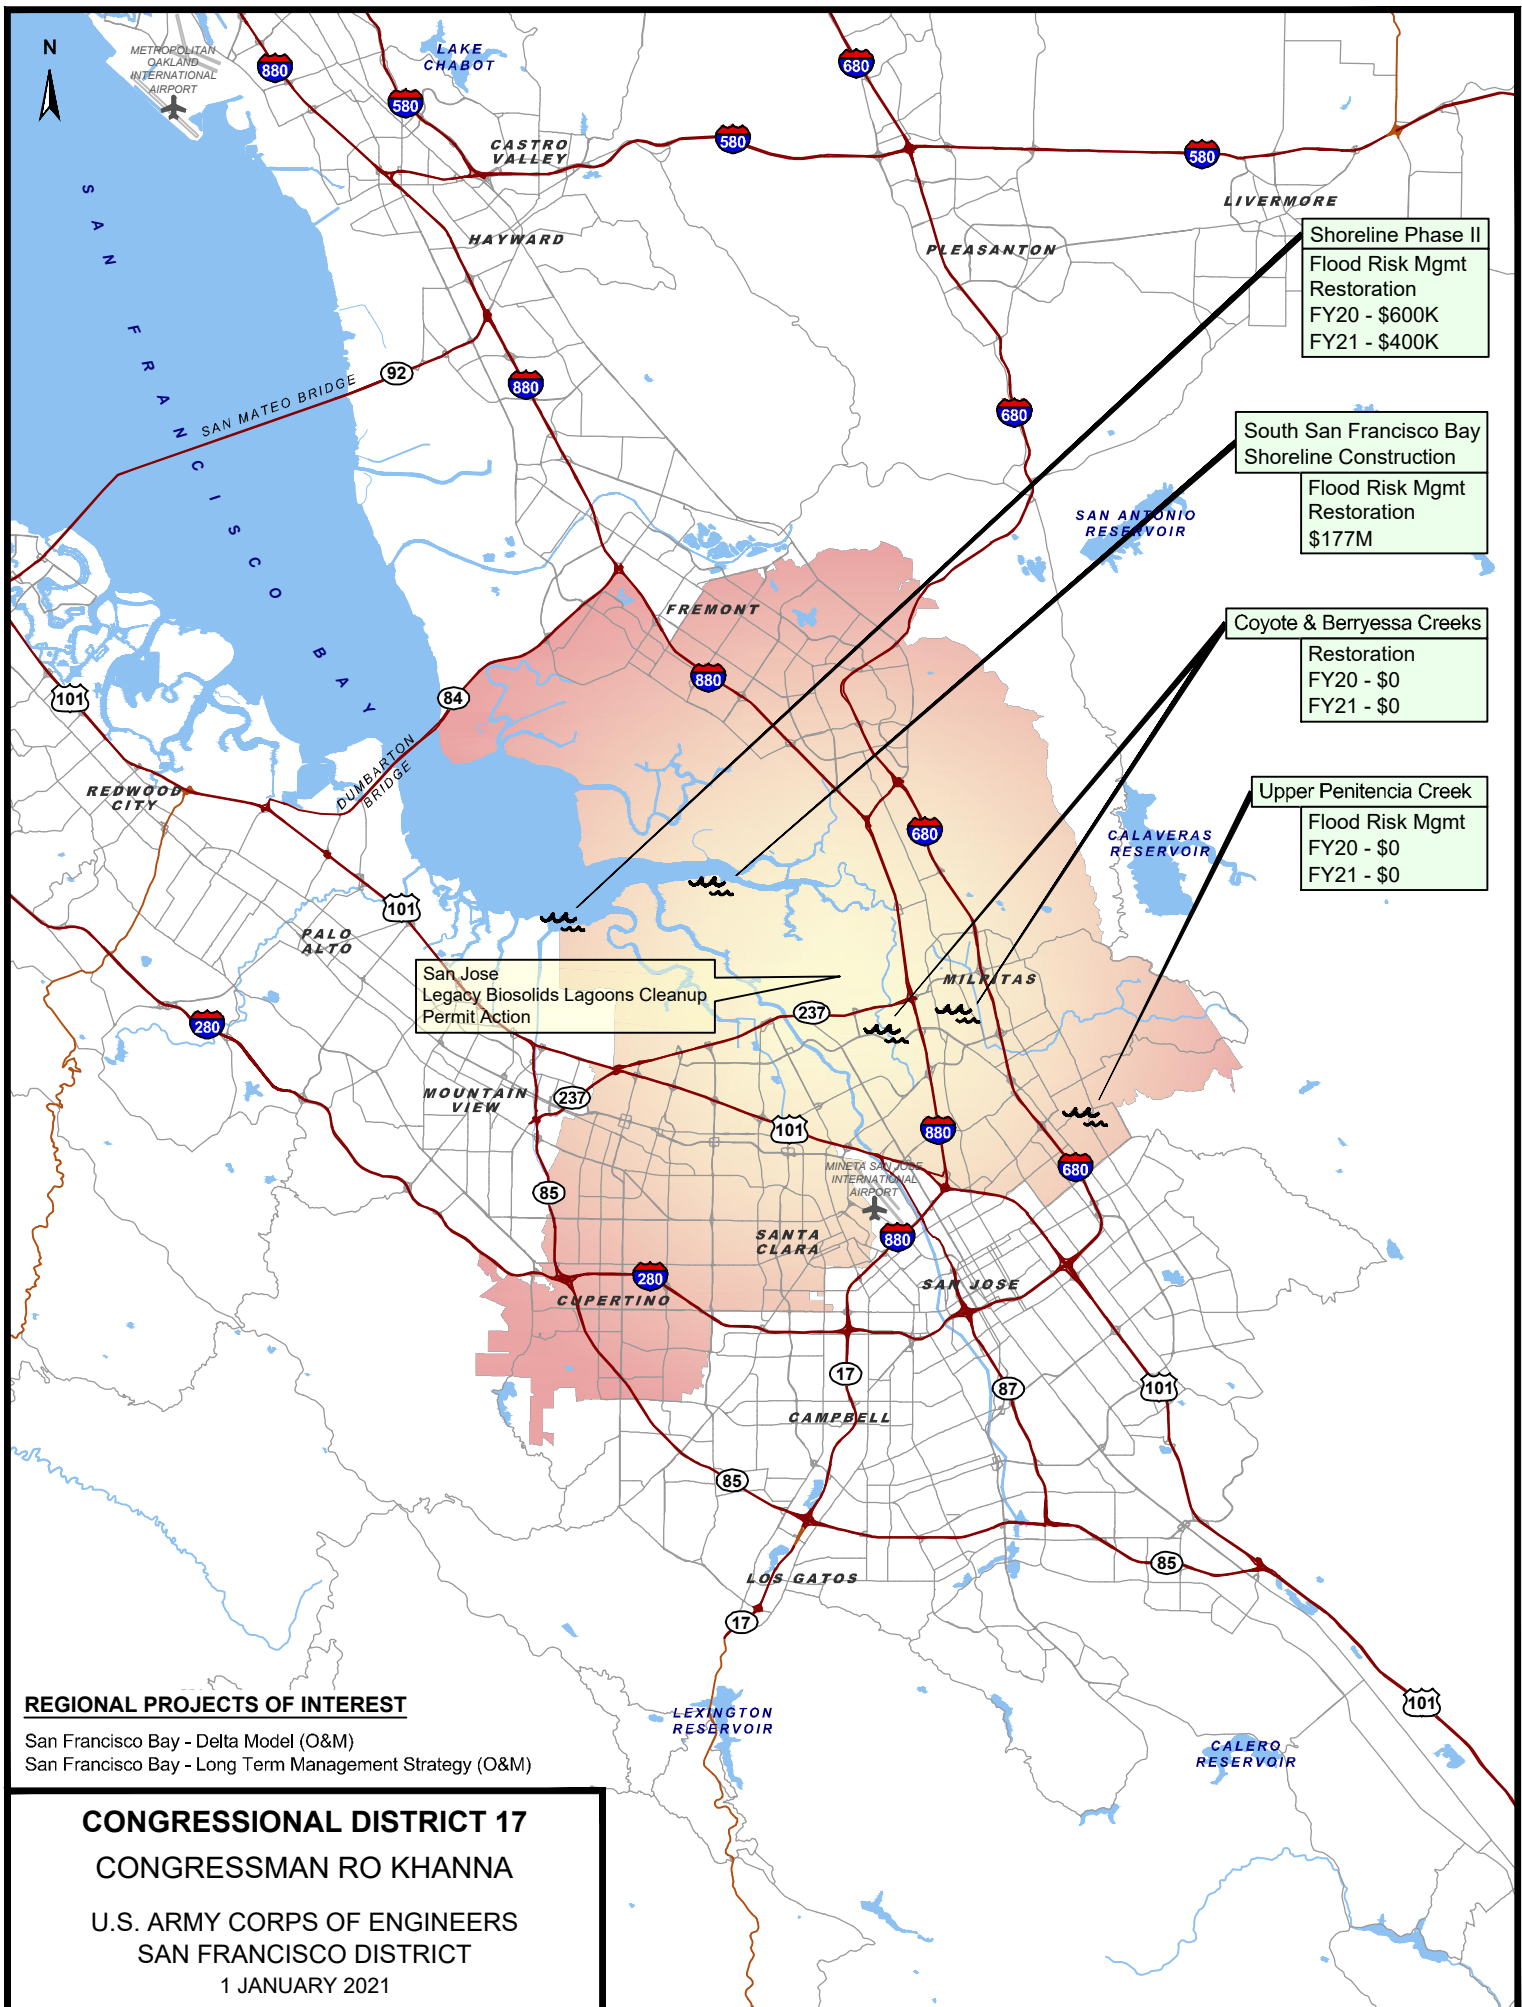 N
METROPOLITAN
OAKLAND
INTERNATIONAL
AIRPORT
880
580
LAKE
CHABOT
680
CASTRO
VALLEY
580
580
LIVERMORE
HAYWARD
PLEASANTON
Shoreline Phase II
Flood Risk Mgmt
Restoration
FY20 - $600K
FY21 - $400K
SAN FRANCISCO BAY
92
SAN MATEO BRIDGE
880
680
South San Francisco Bay
Shoreline Construction
Flood Risk Mgmt
Restoration
$177M
SAN ANTONIO
RESERVOIR
FREMONT
Coyote & Berryessa Creeks
Restoration
FY20 - $0
FY21 - $0
880
101
84
DUMBARTON
BRIDGE
REDWOOD
CITY
Upper Penitencia Creek
Flood Risk Mgmt
FY20 - $0
FY21 - $0
680
CALAVERAS
RESERVOIR
101
PALO
ALTO
San Jose
Legacy Biosolids Lagoons Cleanup
Permit Action
MILPITAS
237
280
MOUNTAIN
VIEW
237
101
880
680
MINETA SAN JOSE
INTERNATIONAL
AIRPORT
85
SANTA
CLARA
880
280
CUPERTINO
SAN JOSE
17
87
101
CAMPBELL
85
85
LOS GATOS
17
101
LEXINGTON
RESERVOIR
CALERO
RESERVOIR
REGIONAL PROJECTS OF INTEREST
San Francisco Bay - Delta Model (O&M)
San Francisco Bay - Long Term Management Strategy (O&M)
CONGRESSIONAL DISTRICT 17
CONGRESSMAN RO KHANNA
U.S. ARMY CORPS OF ENGINEERS
SAN FRANCISCO DISTRICT
1 JANUARY 2021